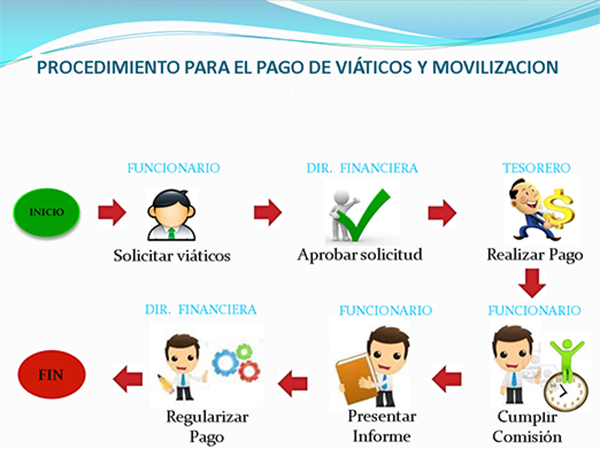 PROCEDIMIENTO PARA EL PAGO DE VIÁTICOS Y MOVILIZACION
FUNCIONARIO
DIR. FINANCIERA
TESORERO
INICIO
Solicitar viáticos
Aprobar solicitud
Realizar Pago
FUNCIONARIO
Cumplir
Comisión
FUNCIONARIO
Presentar
Informe
DIR. FINANCIERA
Regularizar
Pago
FIN